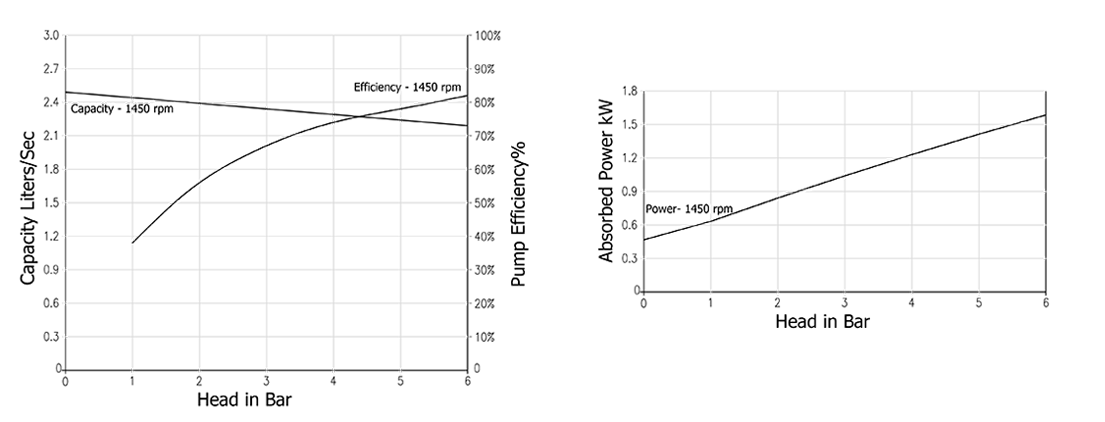 3.0
2.7
2.4
2.1
1.8
1.5
1.2
0.9
0.6
0.3
0
Capacity Liters/Sec
Capacity - 1450 rpm
Efficiency - 1450 rpm
100%
90%
80%
70%
60%
50%
40%
30%
20%
10%
0
Pump Efficiency%
0 1 2 3 4 5 6
Head in Bar
1.8
1.5
1.2
0.9
0.6
0.3
0
Absorbed Power kW
Power- 1450 rpm
0 1 2 3 4 5 6
Head in Bar